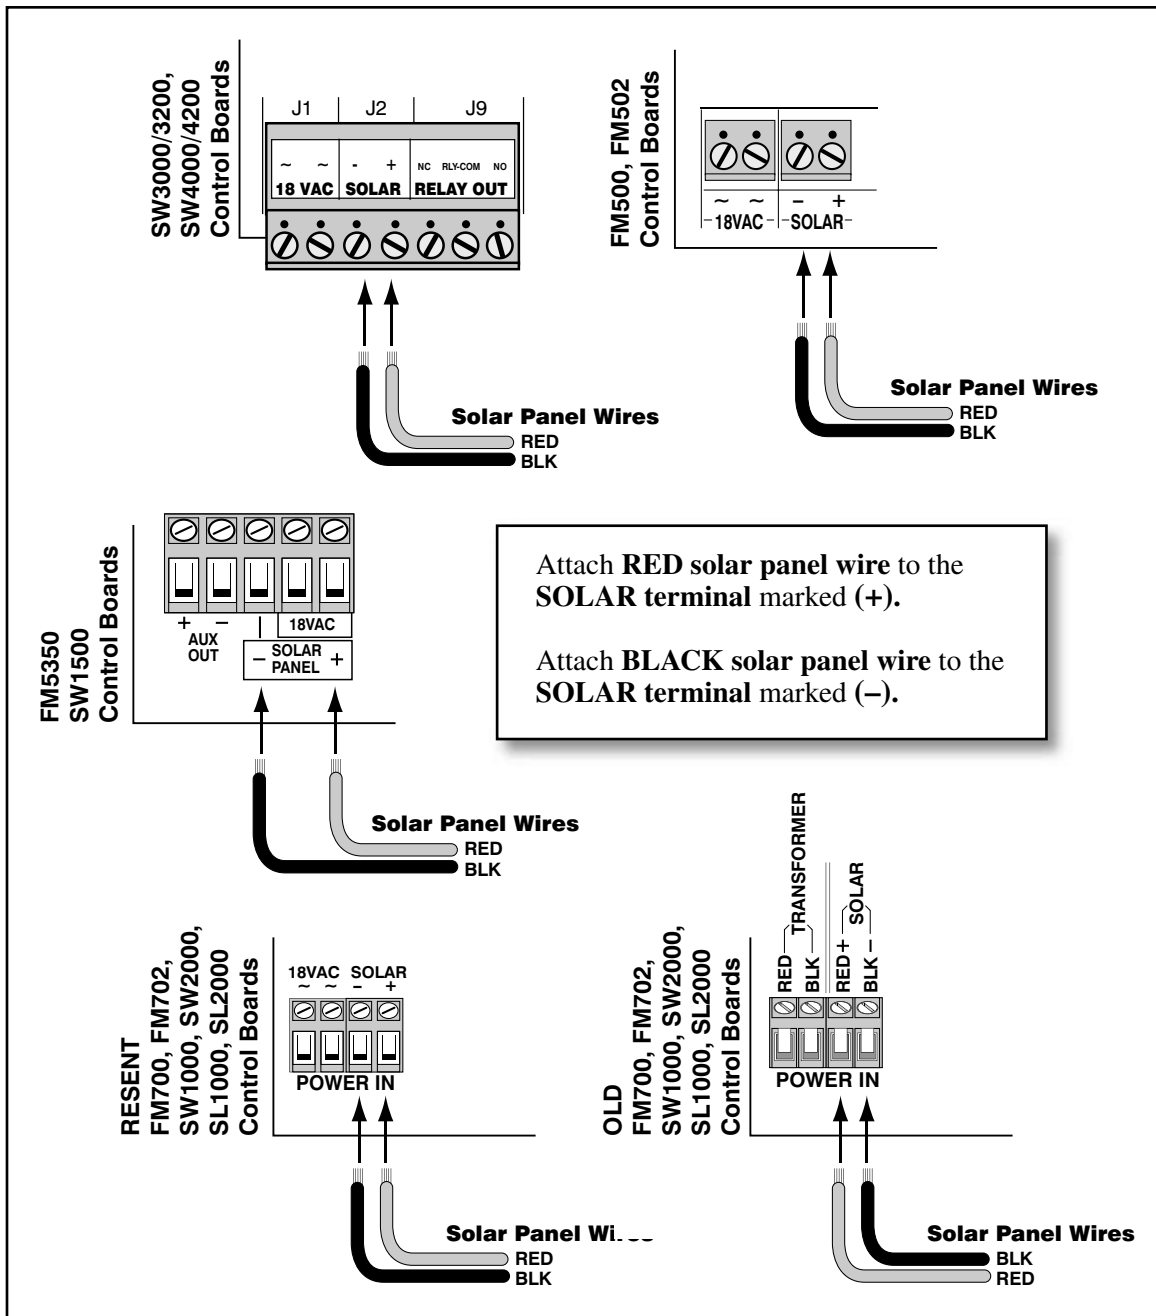 SW3000/3200,
SW4000/4200
Control Boards
J1 J2 J9
~ ~ - + NC RLY-COM NO
18 VAC SOLAR RELAY OUT
Solar Panel Wires
RED
BLK
FM500, FM502
Control Boards
~ ~ − +
18VAC SOLAR
Solar Panel Wires
RED
BLK
FM5350
SW1500
Control Boards
+ −
AUX
OUT
18VAC
− SOLAR PANEL +
Solar Panel Wires
RED
BLK
Attach RED solar panel wire to the
SOLAR terminal marked (+).
Attach BLACK solar panel wire to the
SOLAR terminal marked (−).
RESENT
FM700, FM702,
SW1000, SW2000,
SL1000, SL2000
Control Boards
18VAC SOLAR
~ ~ − +
POWER IN
Solar Panel
RED
BLK
OLD
FM700, FM702,
SW1000, SW2000,
SL1000, SL2000
Control Boards
TRANSFORMER
SOLAR
RED
BLK
RED+
BLK −
POWER IN
Solar Panel Wires
BLK
RED